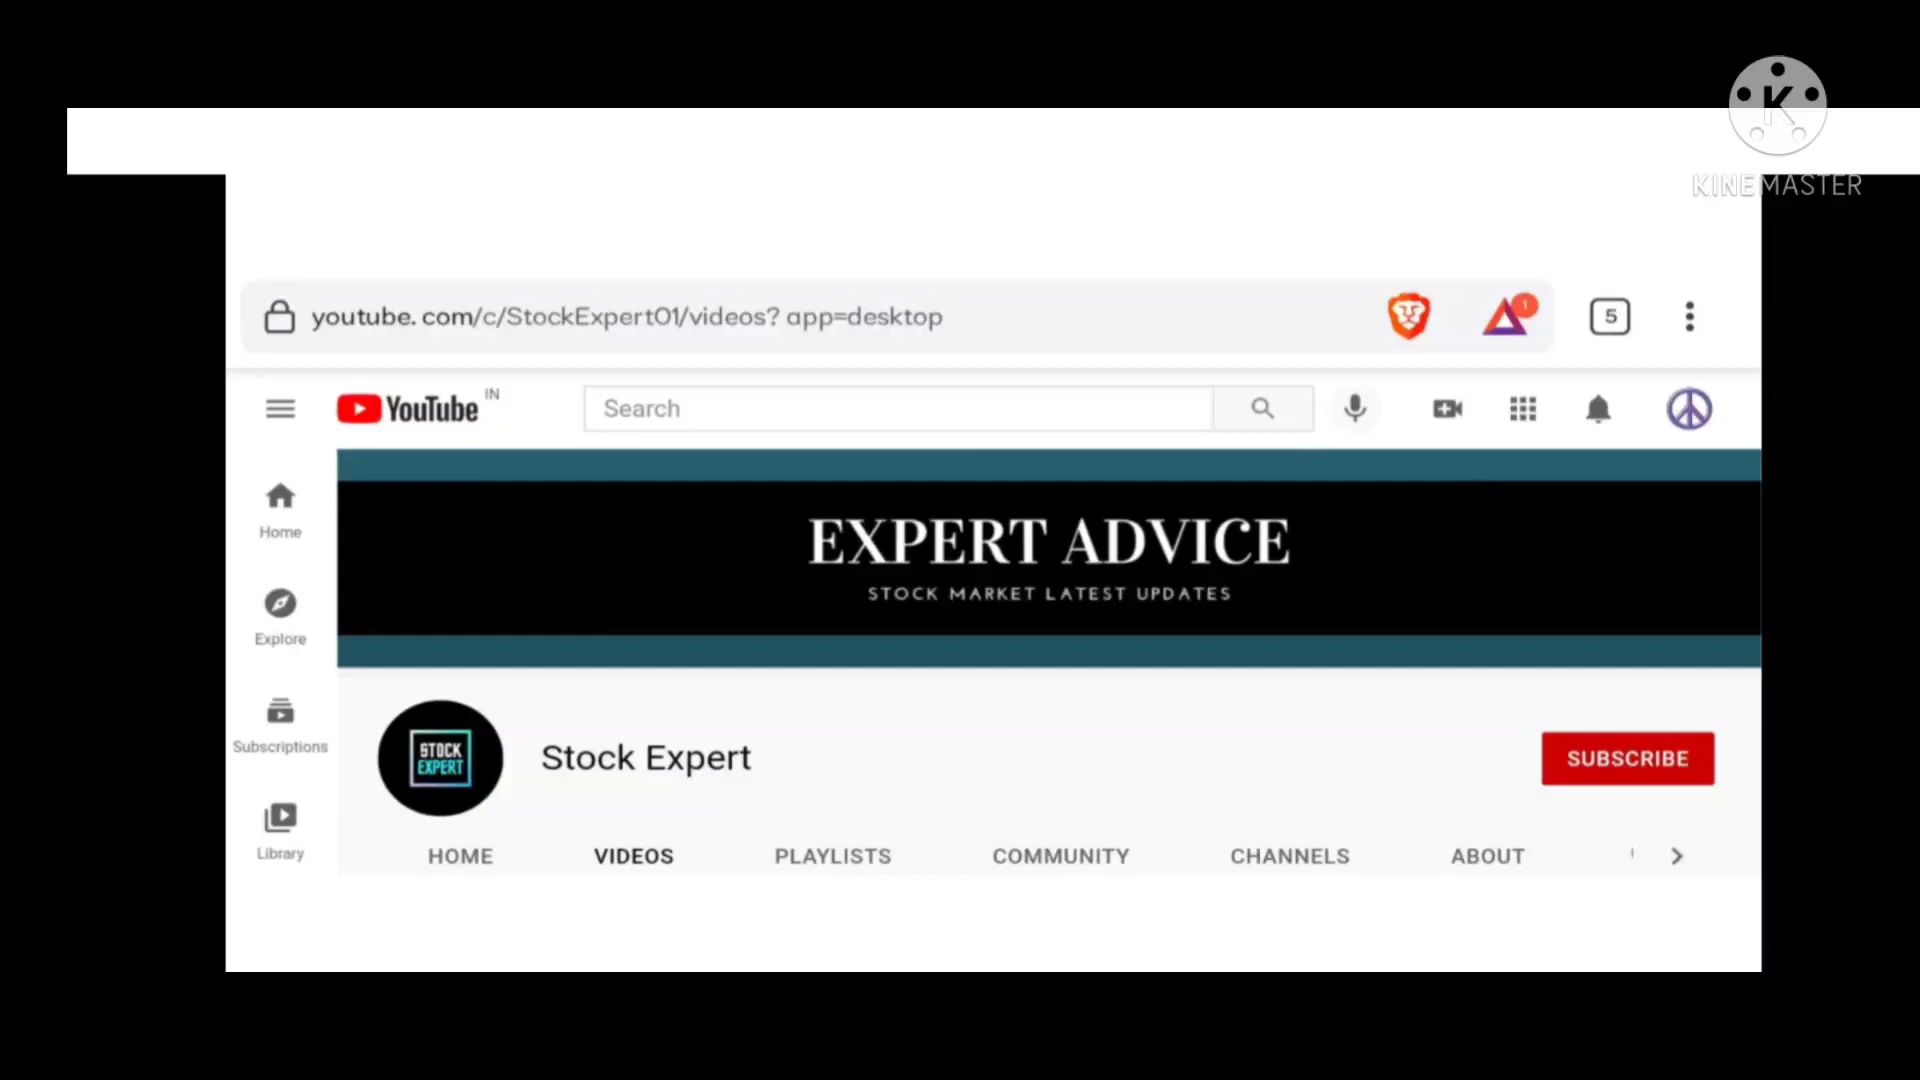 K
KINEMASTER
youtube. com/c/StockExpert01/videos? app=desktop
1
5
YouTube IN
Search
Home
EXPERT ADVICE
STOCK MARKET LATEST UPDATES
Explore
Subscriptions
STOCK
EXPERT
Stock Expert
SUBSCRIBE
Library
HOME VIDEOS PLAYLISTS COMMUNITY CHANNELS ABOUT